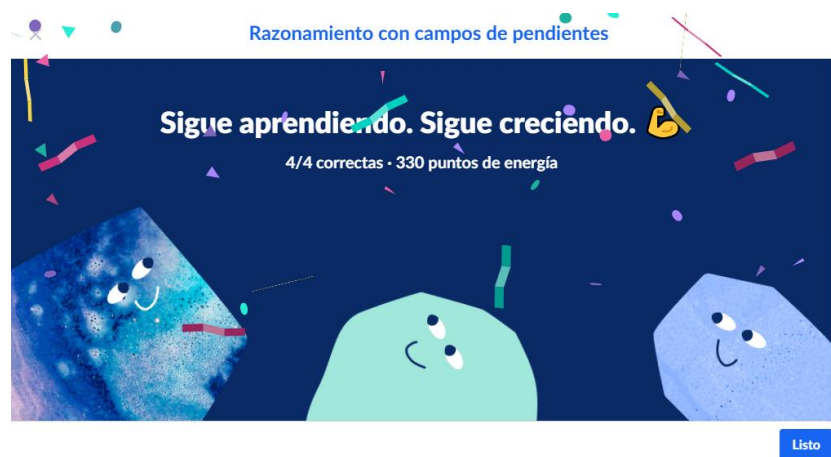 Razonamiento con campos de pendientes
Sigue aprendiendo. Sigue creciendo. 💪
4/4 correctas · 330 puntos de energía
Listo